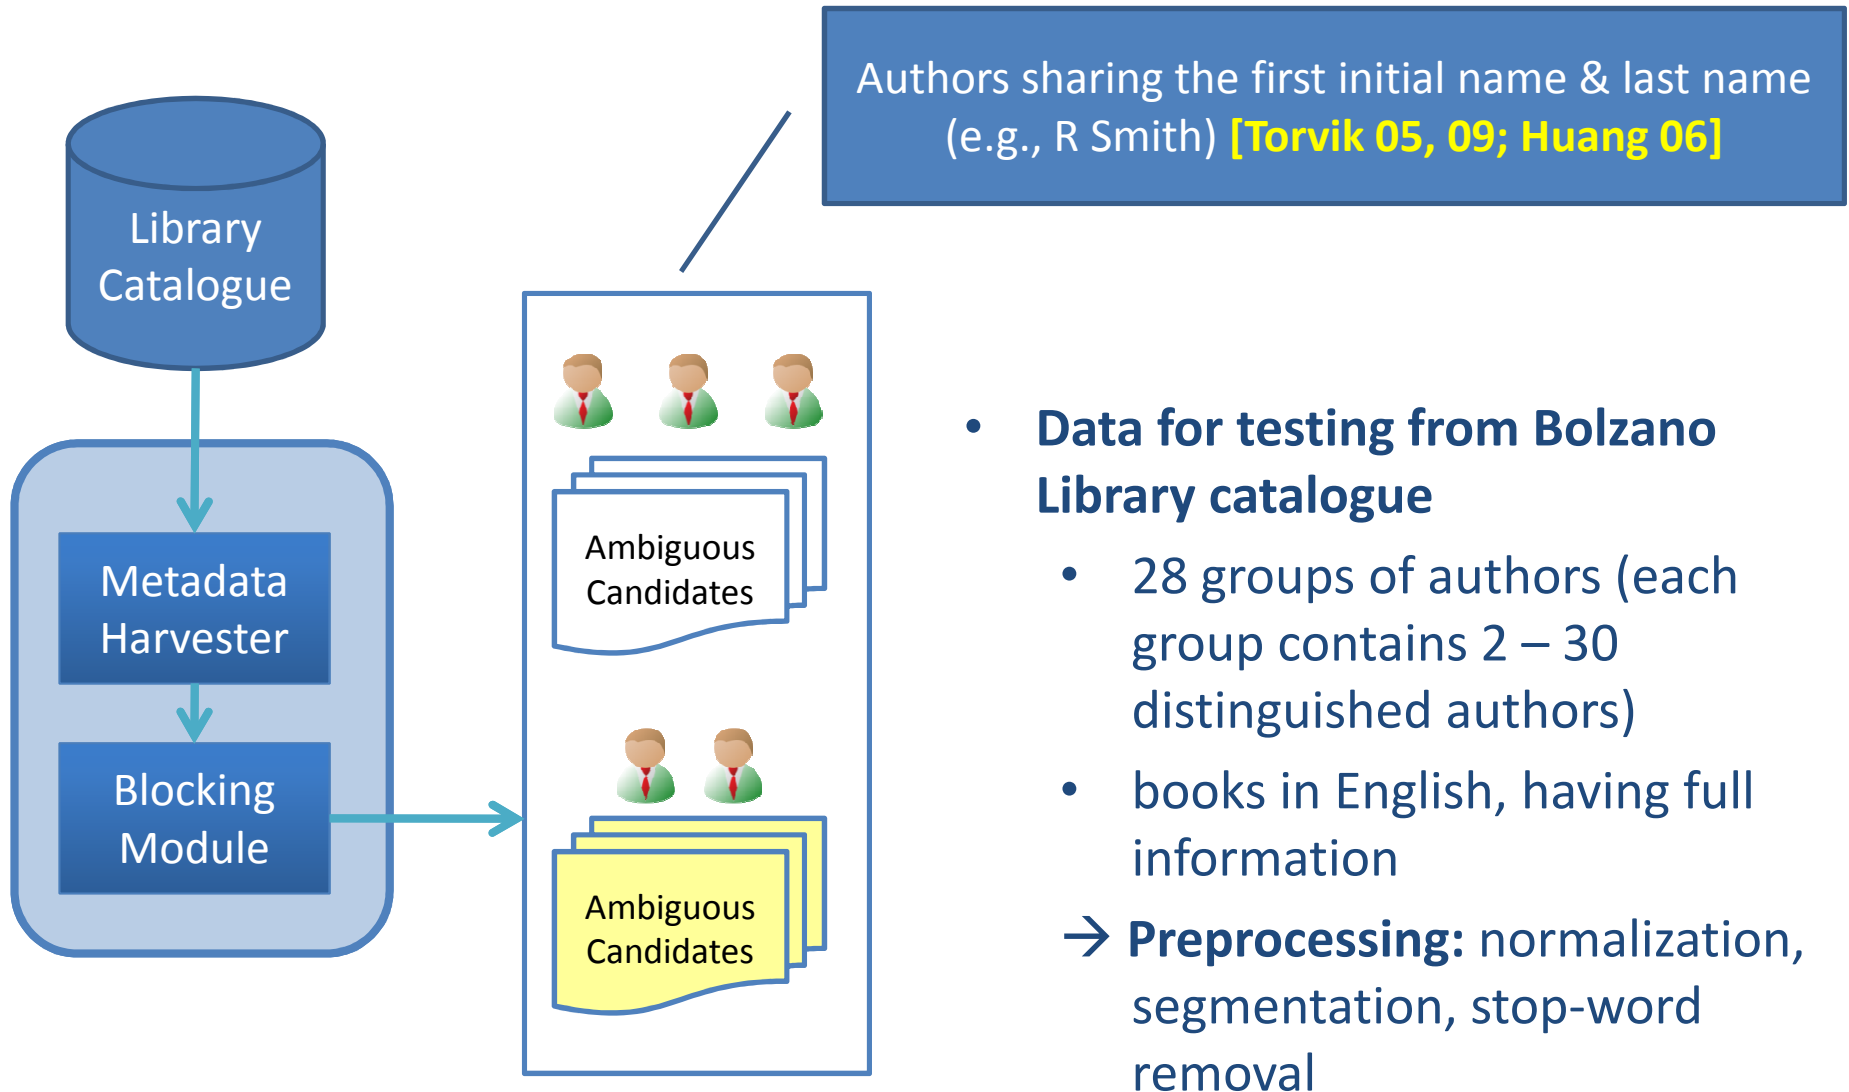 Authors sharing the first initial name & last name
(e.g., R Smith) [Torvik 05, 09; Huang 06]
Library
Catalogue
Metadata
Harvester
Blocking
Module
Ambiguous
Candidates
Ambiguous
Candidates
• Data for testing from Bolzano
Library catalogue
• 28 groups of authors (each
group contains 2 – 30
distinguished authors)
• books in English, having full
information
→ Preprocessing: normalization,
segmentation, stop-word
removal